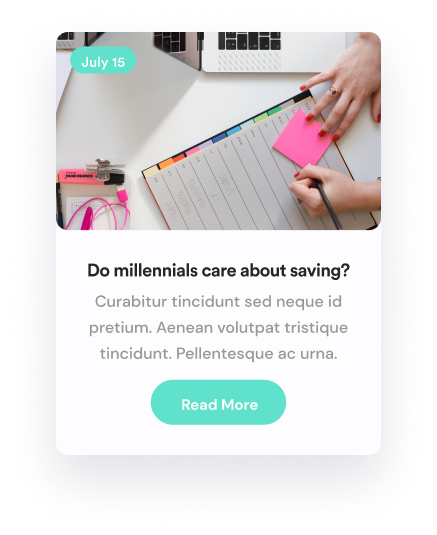 July 15
Do millennials care about saving?
Curabitur tincidunt sed neque id
pretium. Aenean volutpat tristique
tincidunt. Pellentesque ac urna.
Read More